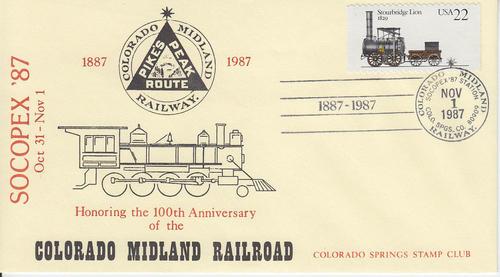 SOCOPEX '87
Oct 31 - Nov 1
1887
COLORADO MIDLAND
PIKES PEAK
ROUTE
RAILWAY.
1987
Stourbridge Lion
1829
USA 22
1887-1987
COLORADO MIDLAND
SOCOPEX '87 STATION
NOV
1
1987
COLO. SPGS., CO. 80909
RAILWAY.
Honoring the 100th Anniversary
of the
COLORADO MIDLAND RAILROAD
COLORADO SPRINGS STAMP CLUB